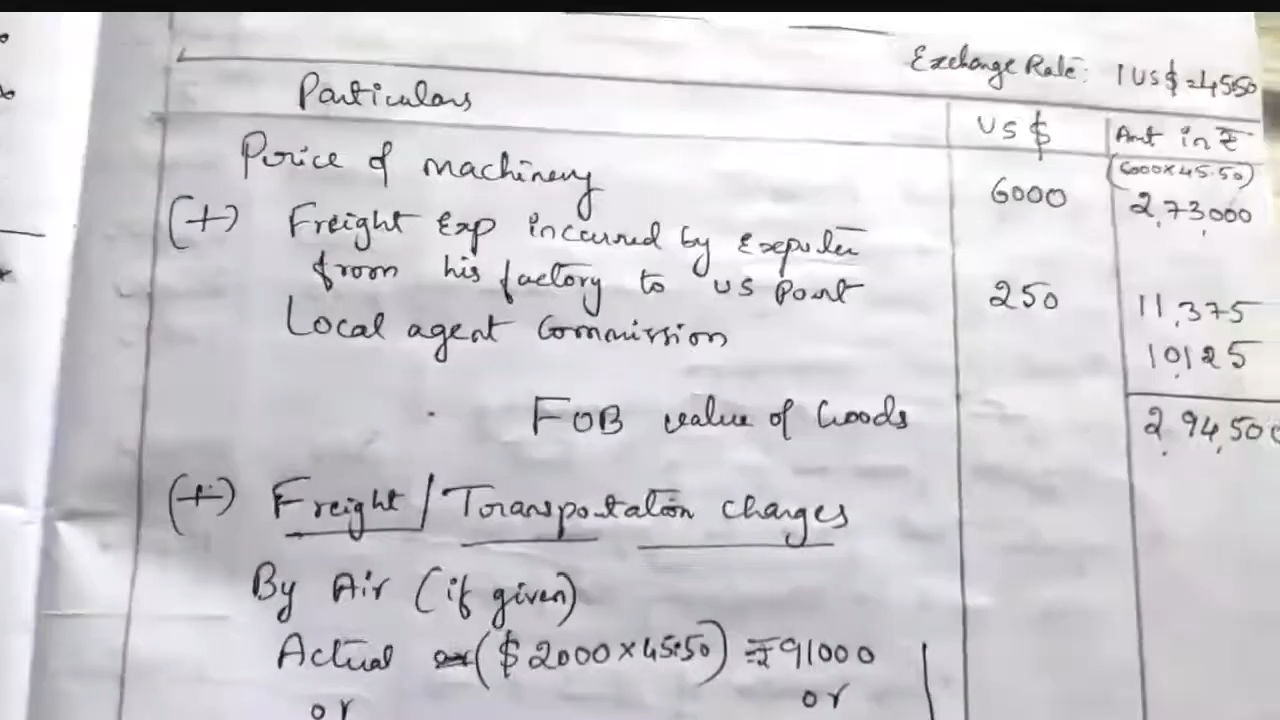 Exchange Rate: 1 US $ = 45.50
Particulars US $ Amt in ₹
(6000 x 45.50)
Price of machinery 6000 2,73,000
(+) Freight Exp incurred by Exporter
from his factory to US Port 250 11,375
Local agent Commission 10,125
FOB value of Goods 2,94,500
(+) Freight / Transportation charges
By Air (if given)
Actual ($ 2000 x 45.50) = ₹ 91000
or or